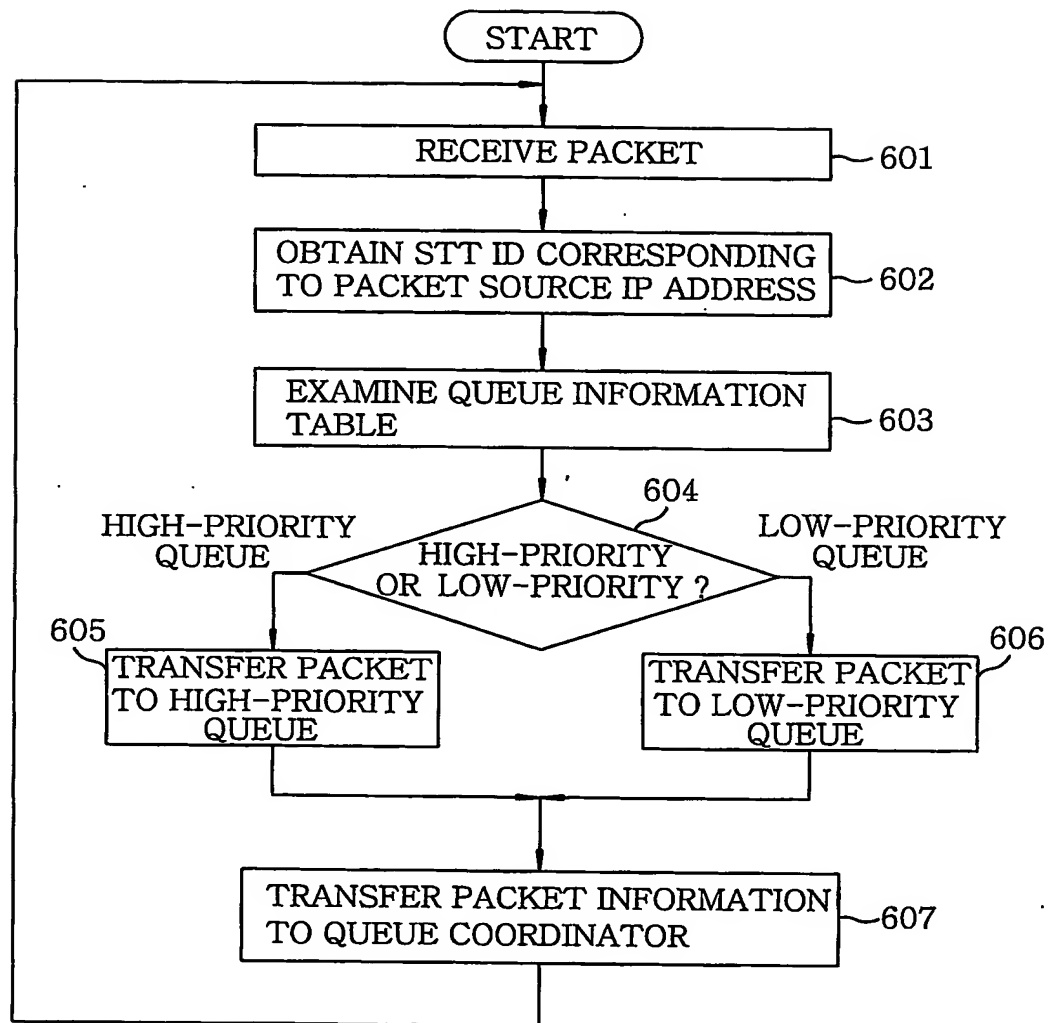 START
RECEIVE PACKET
601
OBTAIN STT ID CORRESPONDING
TO PACKET SOURCE IP ADDRESS
602
EXAMINE QUEUE INFORMATION
TABLE
603
604
HIGH-PRIORITY
QUEUE
HIGH-PRIORITY
OR LOW-PRIORITY ?
LOW-PRIORITY
QUEUE
605
TRANSFER PACKET
TO HIGH-PRIORITY
QUEUE
606
TRANSFER PACKET
TO LOW-PRIORITY
QUEUE
TRANSFER PACKET INFORMATION
TO QUEUE COORDINATOR
607